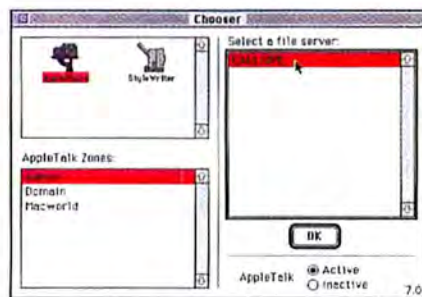 Chooser
StyleWriter
Select a file server:
AppleTalk Zones:
Domain
Macworld
OK
AppleTalk
Active
Inactive
7.0